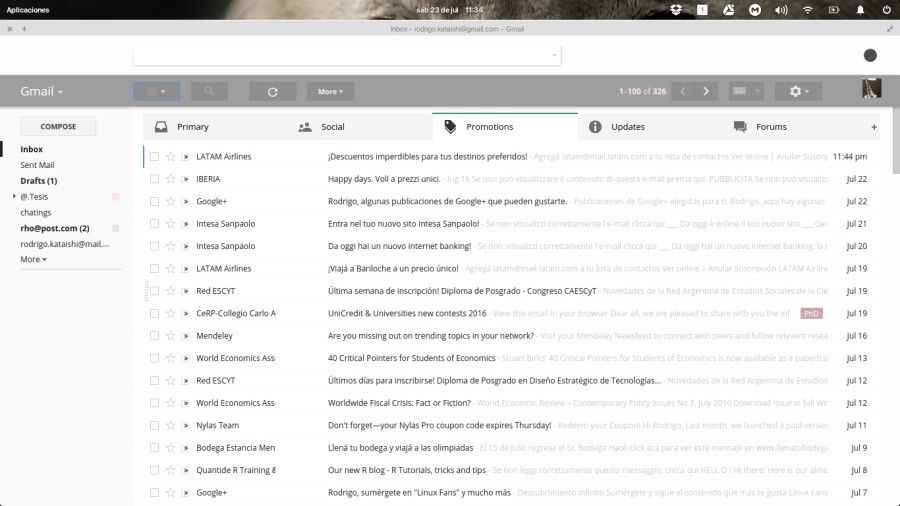 Aplicaciones sáb 23 de jul 11:34 1
Inbox - rodrigo.kataishi@gmail.com - Gmail
Gmail More 1–100 of 326
COMPOSE
Primary Social Promotions Updates Forums +
Inbox
Sent Mail
Drafts (1)
@.Tesis
chatings
rho@post.com (2)
rodrigo.kataishi@mail,...
More
LATAM Airlines ¡Descuentos imperdibles para tus destinos preferidos! - Agregá latam@mail.latam.com a tu lista de contactos Ver online | Anular Suscrip 11:44 pm
IBERIA Happy days. Voli a prezzi unici. - lug 16 Se non può visualizzare il contenuto di questa e-mail prema qui. PUBBLICITA Se non può visualiz Jul 22
Google+ Rodrigo, algunas publicaciones de Google+ que pueden gustarte. - Publicaciones de Google+ elegidas para ti. Rodrigo, aquí hay algunas Jul 22
Intesa Sanpaolo Entra nel tuo nuovo sito Intesa Sanpaolo! - Se non visualizzi correttamente l'e-mail clicca qui ___ Da oggi è online il tuo nuovo sito ___ Ge Jul 21
Intesa Sanpaolo Da oggi hai un nuovo internet banking! - Se non visualizzi correttamente l'e-mail clicca qui ___ Da oggi hai un nuovo internet banking: la t Jul 20
LATAM Airlines ¡Viajá a Bariloche a un precio único! - Agregá latam@mail.latam.com a tu lista de contactos Ver online | Anular Suscripción LATAM Airline Jul 19
Red ESCYT Última semana de inscripción! Diploma de Posgrado - Congreso CAESCyT - Novedades de la Red Argentina de Estudios Sociales de la Cie Jul 19
CeRP-Collegio Carlo A UniCredit & Universities new contests 2016 - View this email in your browser Dear all, we are pleased to share with you the inf PhD Jul 19
Mendeley Are you missing out on trending topics in your network? - Visit your Mendeley Newsfeed to connect with peers and follow relevant resea Jul 16
World Economics Ass 40 Critical Pointers for Students of Economics - Stuart Birks' 40 Critical Pointers for Students of Economics is now available as a paperba Jul 13
Red ESCYT Últimos días para inscribirse! Diploma de Posgrado en Diseño Estratégico de Tecnologías... - Novedades de la Red Argentina de Estudios Jul 12
World Economics Ass Worldwide Fiscal Crisis: Fact or Fiction? - World Economic Review – Contemporary Policy Issues No 7, July 2016 Download issue in full Wo Jul 12
Nylas Team Don't forget—your Nylas Pro coupon code expires Thursday! - Redeem your Coupon! Hi Rodrigo, Last month, we launched a paid version Jul 11
Bodega Estancia Men Llená tu bodega y viajá a las olimpiadas - El 15 de julio regresa el Sr. Bodega Hacé click acá para ver este mensaje en www.llenatubodega Jul 9
Quantide R Training & Our new R blog - R Tutorials, tricks and tips - Se non leggi correttamente questo messaggio, clicca qui HELL O ! Hi there! Here is our almc Jul 8
Google+ Rodrigo, sumérgete en "Linux Fans" y mucho más - Descubrimiento infinito Sumérgete y sigue el contenido que más te gusta Linux Fans Jul 7